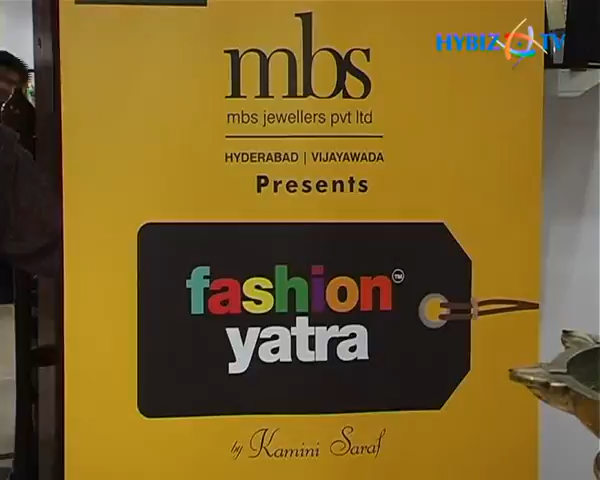 HYBIZ TV
mbs
mbs jewellers pvt ltd
HYDERABAD | VIJAYAWADA
Presents
fashion™
yatra
by Kamini Saraf